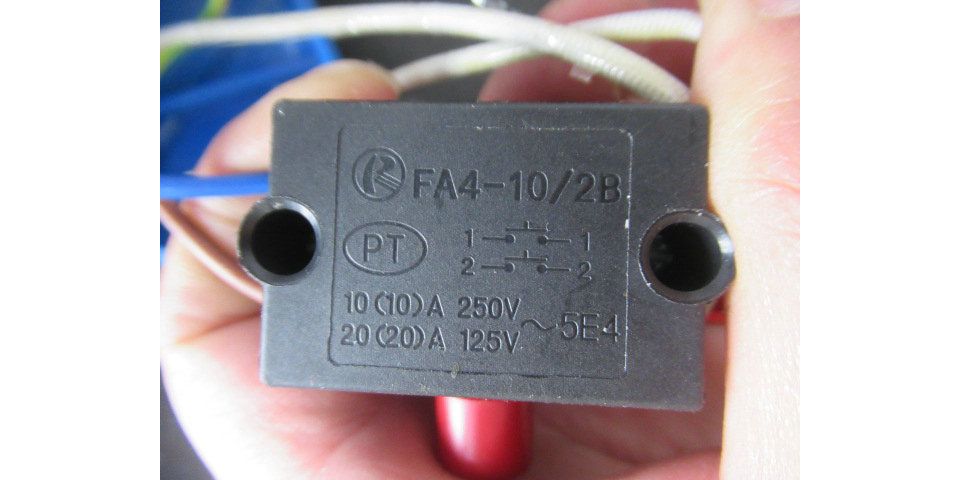 R FA4-10/2B
PT
1 1
2 2
10(10)A 250V
20(20)A 125V ~5E4